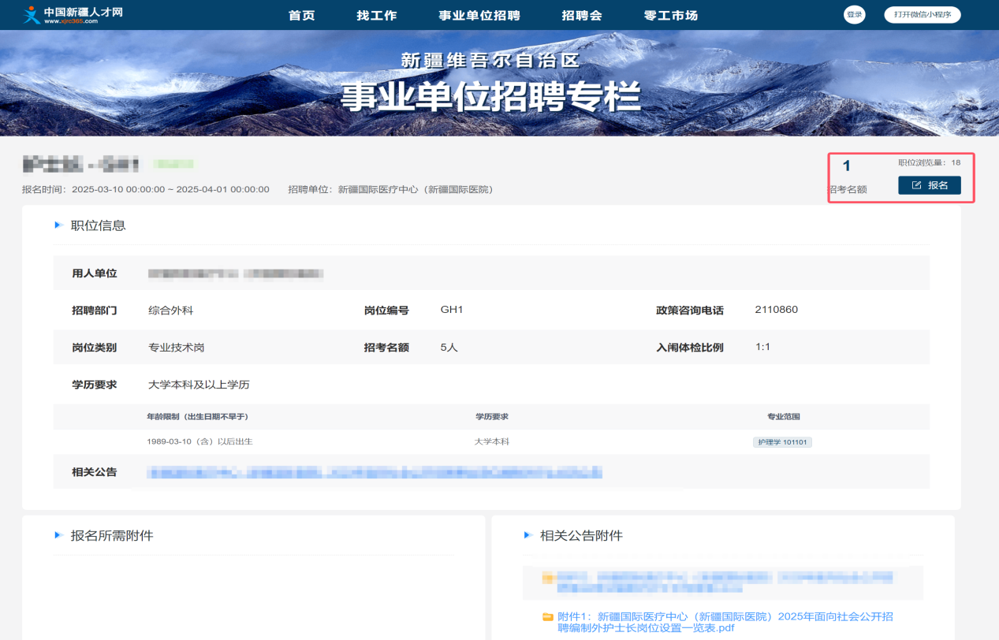 中国新疆人才网
www.xjrc365.com
首页 找工作 事业单位招聘 招聘会 零工市场 登录 打开微信小程序
新疆维吾尔自治区
事业单位招聘专栏
1 职位浏览量：18
报名时间：2025-03-10 00:00:00 ~ 2025-04-01 00:00:00 招聘单位：新疆国际医疗中心（新疆国际医院） 招考名额 报名
职位信息
用人单位
招聘部门 综合外科 岗位编号 GH1 政策咨询电话 2110860
岗位类别 专业技术岗 招考名额 5人 入闱体检比例 1:1
学历要求 大学本科及以上学历
年龄限制（出生日期不早于） 学历要求 专业范围
1989-03-10（含）以后出生 大学本科 护理学 101101
相关公告
报名所需附件 相关公告附件
附件1：新疆国际医疗中心（新疆国际医院）2025年面向社会公开招
聘编制外护士长岗位设置一览表.pdf